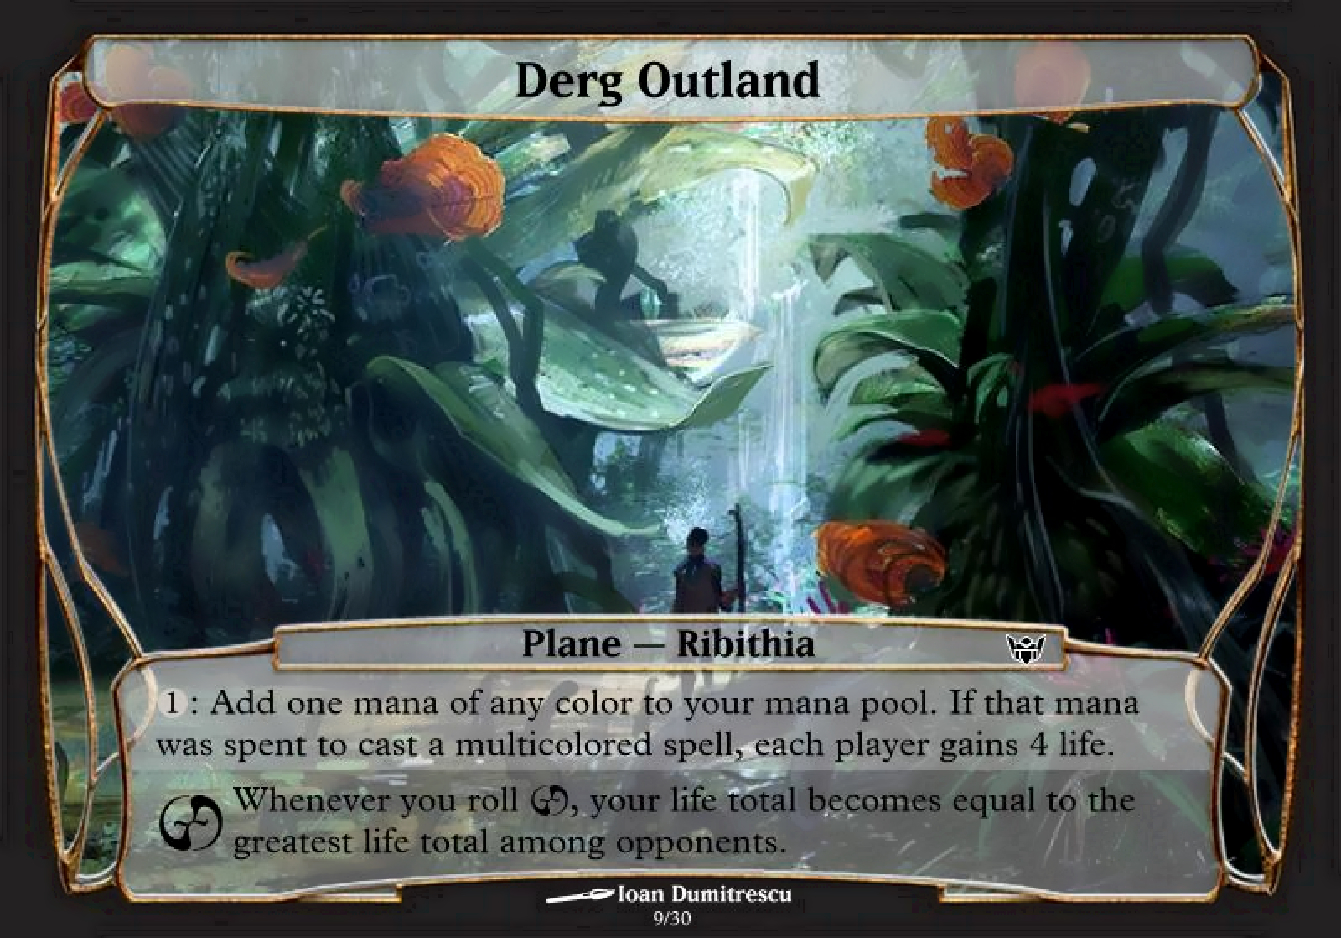 Derg Outland
Plane — Ribithia
1: Add one mana of any color to your mana pool. If that mana
was spent to cast a multicolored spell, each player gains 4 life.
Whenever you roll , your life total becomes equal to the
greatest life total among opponents.
Ioan Dumitrescu
9/30